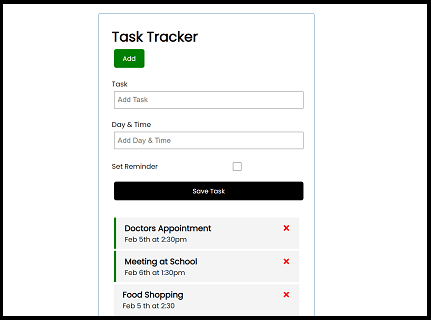 Task Tracker
Add
Task
Add Task
Day & Time
Add Day & Time
Set Reminder
Save Task
Doctors Appointment
Feb 5th at 2:30pm
Meeting at School
Feb 6th at 1:30pm
Food Shopping
Feb 5 th at 2:30